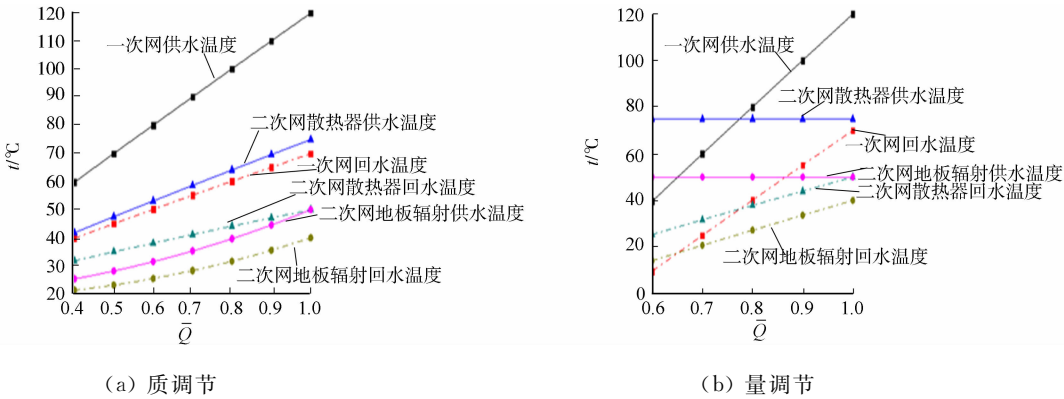 120
110
100
90
80
70
60
50
40
30
20
t/℃
0.4 0.5 0.6 0.7 0.8 0.9 1.0
Q̄
一次网供水温度
二次网散热器供水温度
一次网回水温度
二次网散热器回水温度
二次网地板辐射供水温度
二次网地板辐射回水温度
(a) 质调节
120
100
80
60
40
20
0
t/℃
0.6 0.7 0.8 0.9 1.0
Q̄
一次网供水温度
二次网散热器供水温度
一次网回水温度
二次网地板辐射供水温度
二次网散热器回水温度
二次网地板辐射回水温度
(b) 量调节